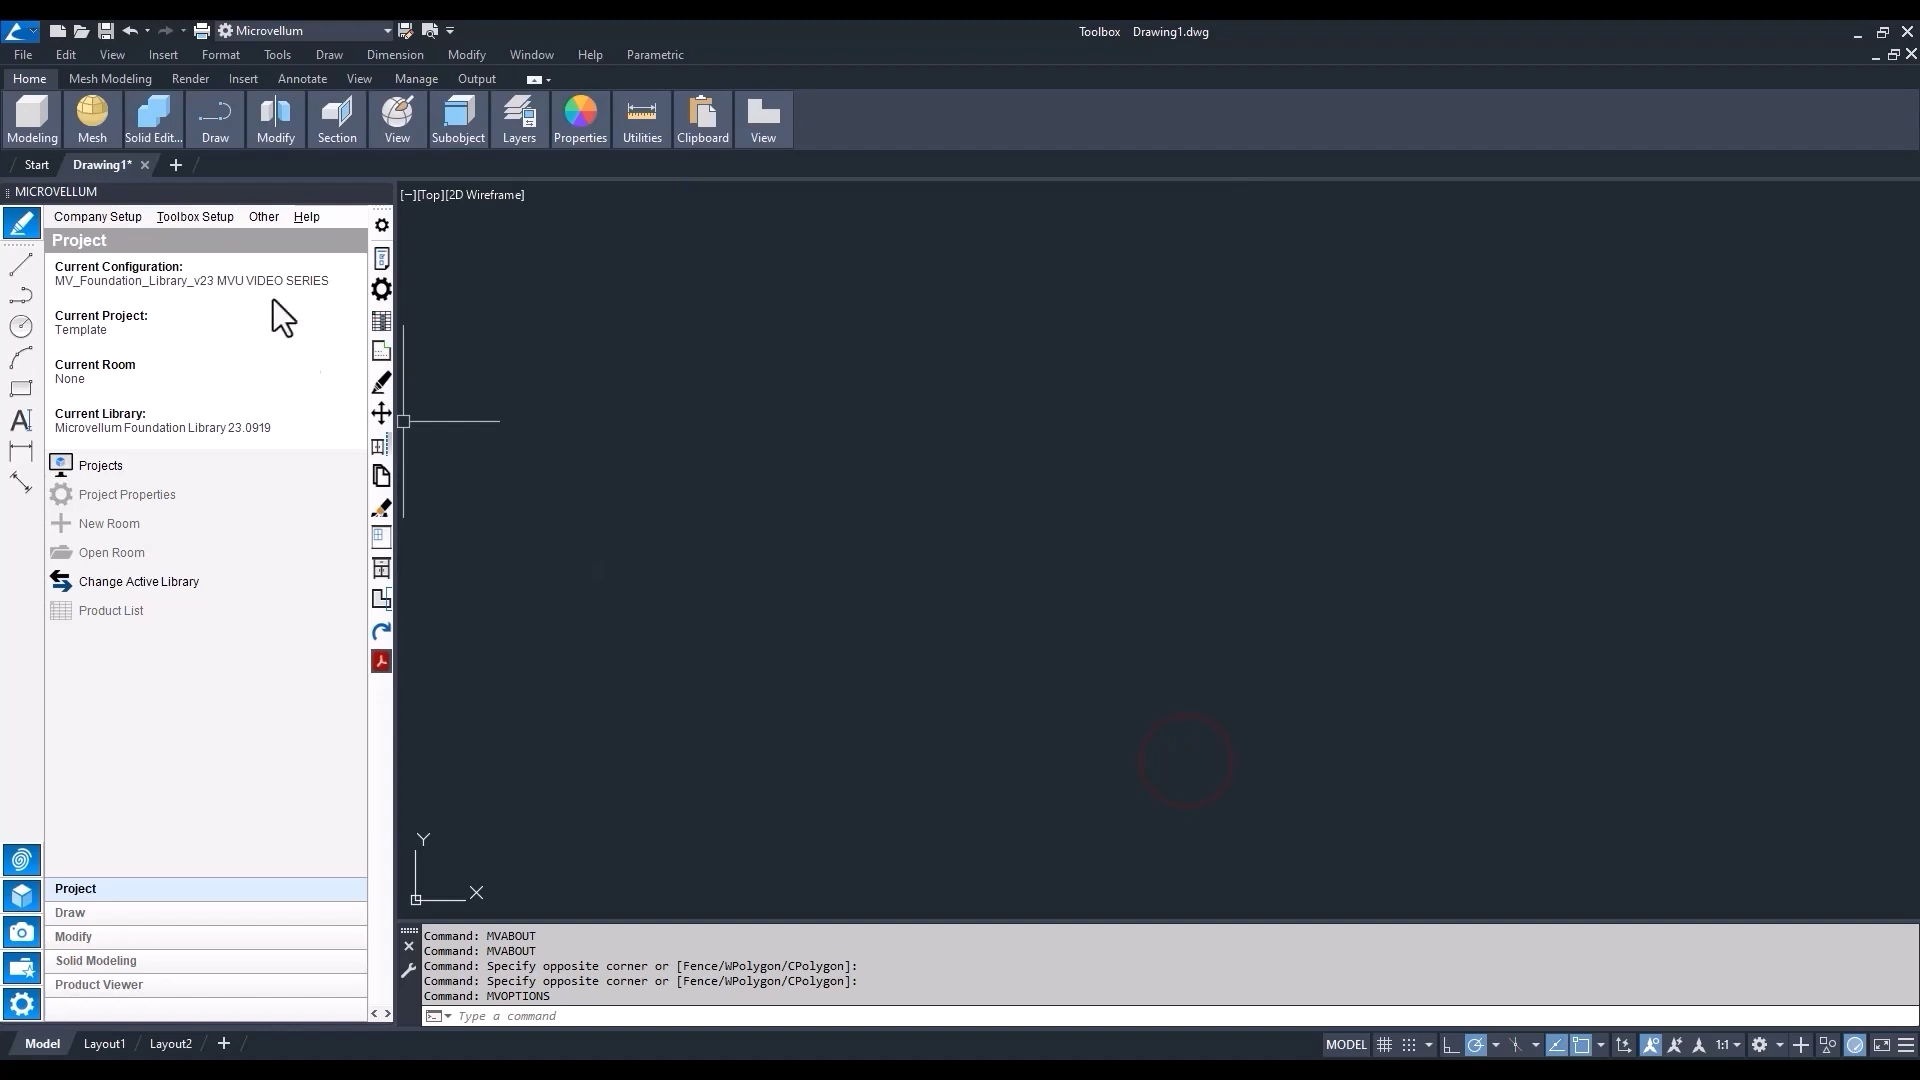 Microvellum
Toolbox Drawing1.dwg
File Edit View Insert Format Tools Draw Dimension Modify Window Help Parametric
Home Mesh Modeling Render Insert Annotate View Manage Output
Modeling Mesh Solid Edit... Draw Modify Section View Subobject Layers Properties Utilities Clipboard View
Start Drawing1*
MICROVELLUM
[−][Top][2D Wireframe]
Company Setup Toolbox Setup Other Help
Project
Current Configuration:
MV_Foundation_Library_v23 MVU VIDEO SERIES
Current Project:
Template
Current Room
None
Current Library:
Microvellum Foundation Library 23.0919
Projects
Project Properties
New Room
Open Room
Change Active Library
Product List
Y
X
Project
Draw
Modify
Solid Modeling
Product Viewer
Command: MVABOUT
Command: MVABOUT
Command: Specify opposite corner or [Fence/WPolygon/CPolygon]:
Command: Specify opposite corner or [Fence/WPolygon/CPolygon]:
Command: MVOPTIONS
Type a command
Model Layout1 Layout2
MODEL 1:1